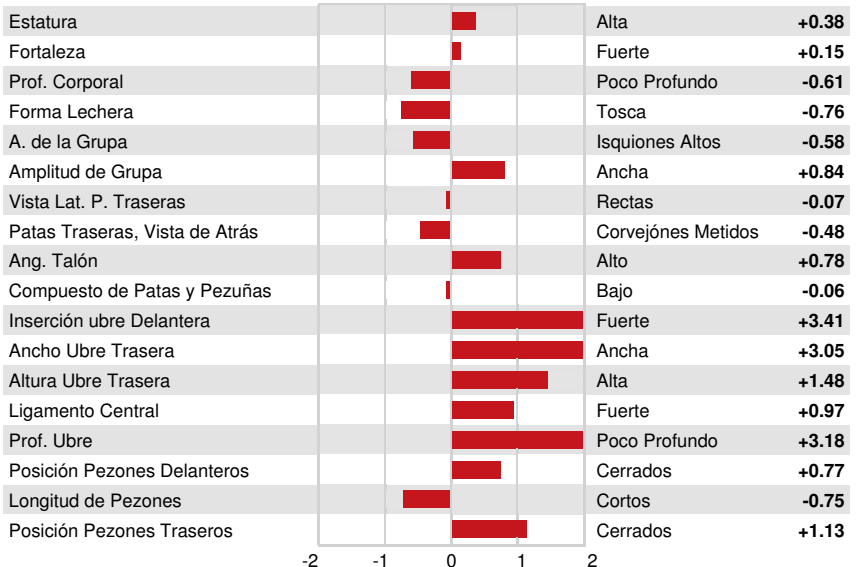 Estatura Alta +0.38
Fortaleza Fuerte +0.15
Prof. Corporal Poco Profundo -0.61
Forma Lechera Tosca -0.76
A. de la Grupa Isquiones Altos -0.58
Amplitud de Grupa Ancha +0.84
Vista Lat. P. Traseras Rectas -0.07
Patas Traseras, Vista de Atrás Corvejónes Metidos -0.48
Ang. Talón Alto +0.78
Compuesto de Patas y Pezuñas Bajo -0.06
Inserción ubre Delantera Fuerte +3.41
Ancho Ubre Trasera Ancha +3.05
Altura Ubre Trasera Alta +1.48
Ligamento Central Fuerte +0.97
Prof. Ubre Poco Profundo +3.18
Posición Pezones Delanteros Cerrados +0.77
Longitud de Pezones Cortos -0.75
Posición Pezones Traseros Cerrados +1.13
-2 -1 0 1 2